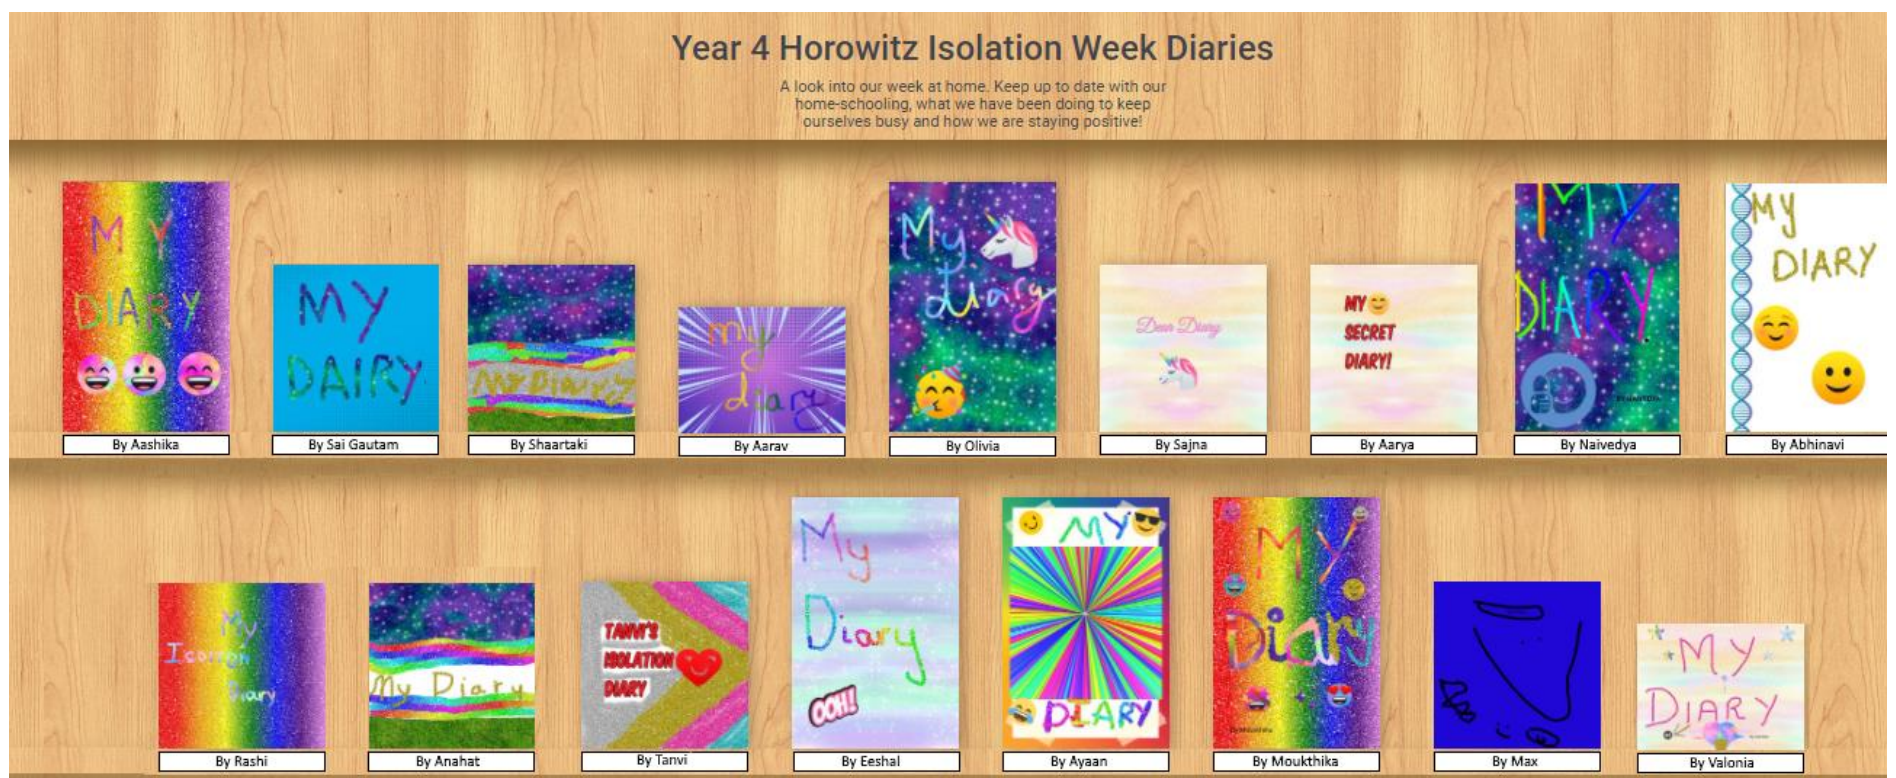 Year 4 Horowitz Isolation Week Diaries
A look into our week at home. Keep up to date with our
home-schooling, what we have been doing to keep
ourselves busy and how we are staying positive!
MY
DIARY
By Aashika
MY
DAIRY
By Sai Gautam
My Diary
By Shaartaki
my
diary
By Aarav
My
diary
By Olivia
Dear Diary
By Sajna
MY
SECRET
DIARY!
By Aarya
MY
DIARY
By Naivedya
My
DIARY
By Abhinavi
My
Diary
By Rashi
My Diary
By Anahat
TANVI'S
ISOLATION
DIARY
By Tanvi
My
Diary
OOH!
By Eeshal
MY
DIARY
By Ayaan
MY
Diary
By Moukthika
By Max
MY
DIARY
By Valonia